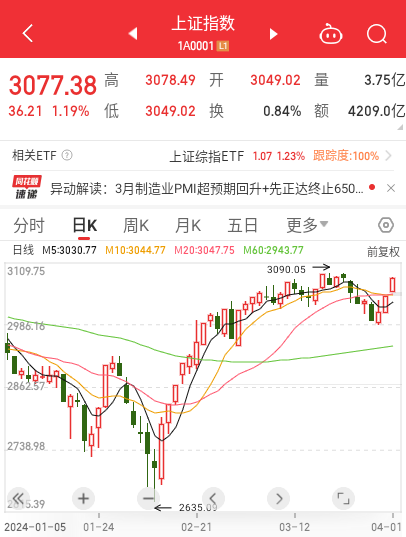 上证指数
1A0001 L1
3077.38 高 3078.49 开 3049.02 量 3.75亿
36.21 1.19% 低 3049.02 换 0.84% 额 4209.0亿
相关ETF ? 上证综指ETF 1.07 1.23% 跟踪度:100%
同花顺
速递
异动解读：3月制造业PMI超预期回升+先正达终止650...
分时 日K 周K 月K 五日 更多
日线 M5:3030.77 M10:3044.77 M20:3047.75 M60:2943.77 前复权
3109.75
3090.05
2986.16
2862.57
2738.98
2635.09
2024-01-05 01-24 02-21 03-12 04-01